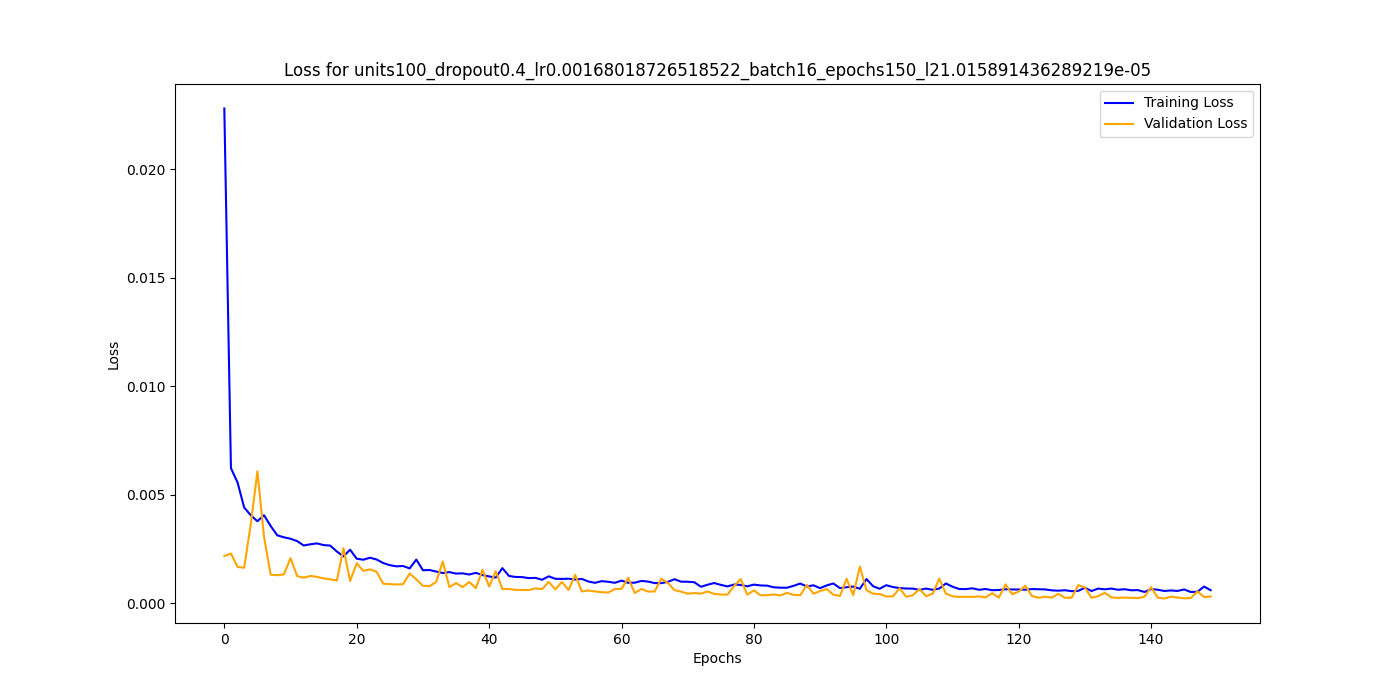 Loss for units100_dropout0.4_lr0.00168018726518522_batch16_epochs150_l21.015891436289219e-05
Training Loss
Validation Loss
0.020
0.015
0.010
0.005
0.000
Loss
0 20 40 60 80 100 120 140
Epochs